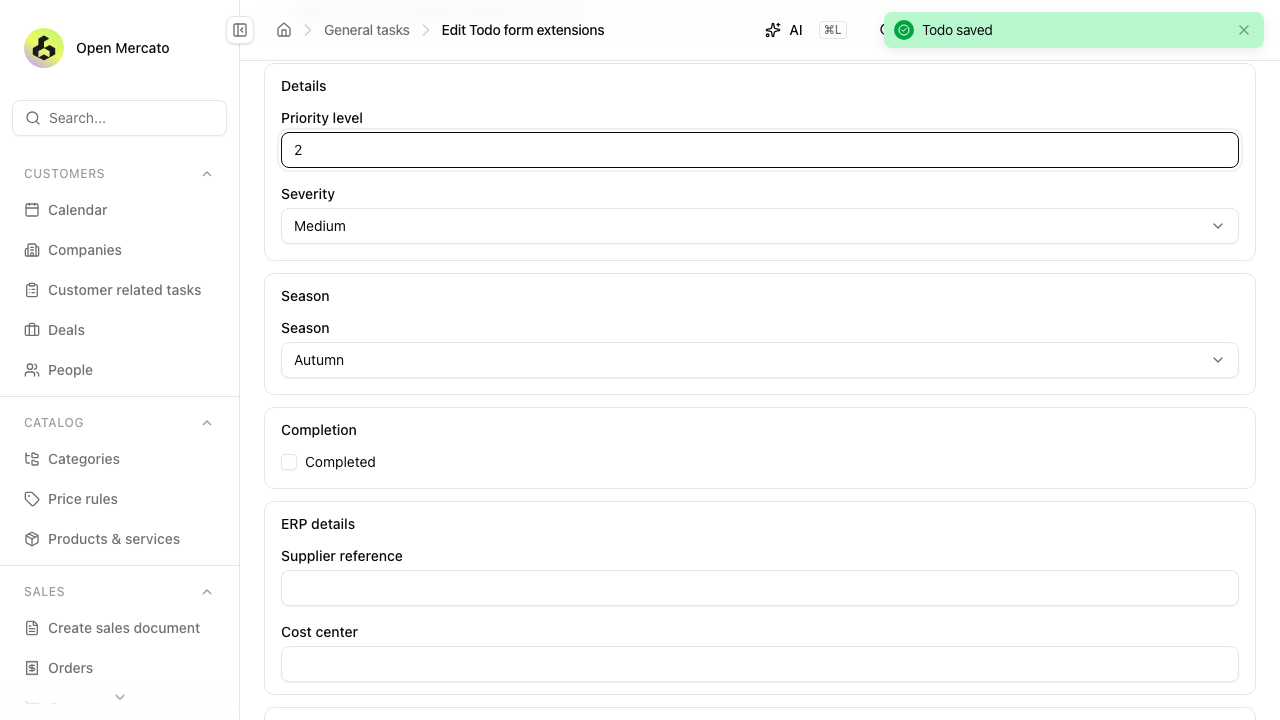 Open Mercato
Search...
CUSTOMERS
Calendar
Companies
Customer related tasks
Deals
People
CATALOG
Categories
Price rules
Products & services
SALES
Create sales document
Orders
General tasks
Edit Todo form extensions
AI
⌘L
Todo saved
Details
Priority level
2
Severity
Medium
Season
Season
Autumn
Completion
Completed
ERP details
Supplier reference
Cost center